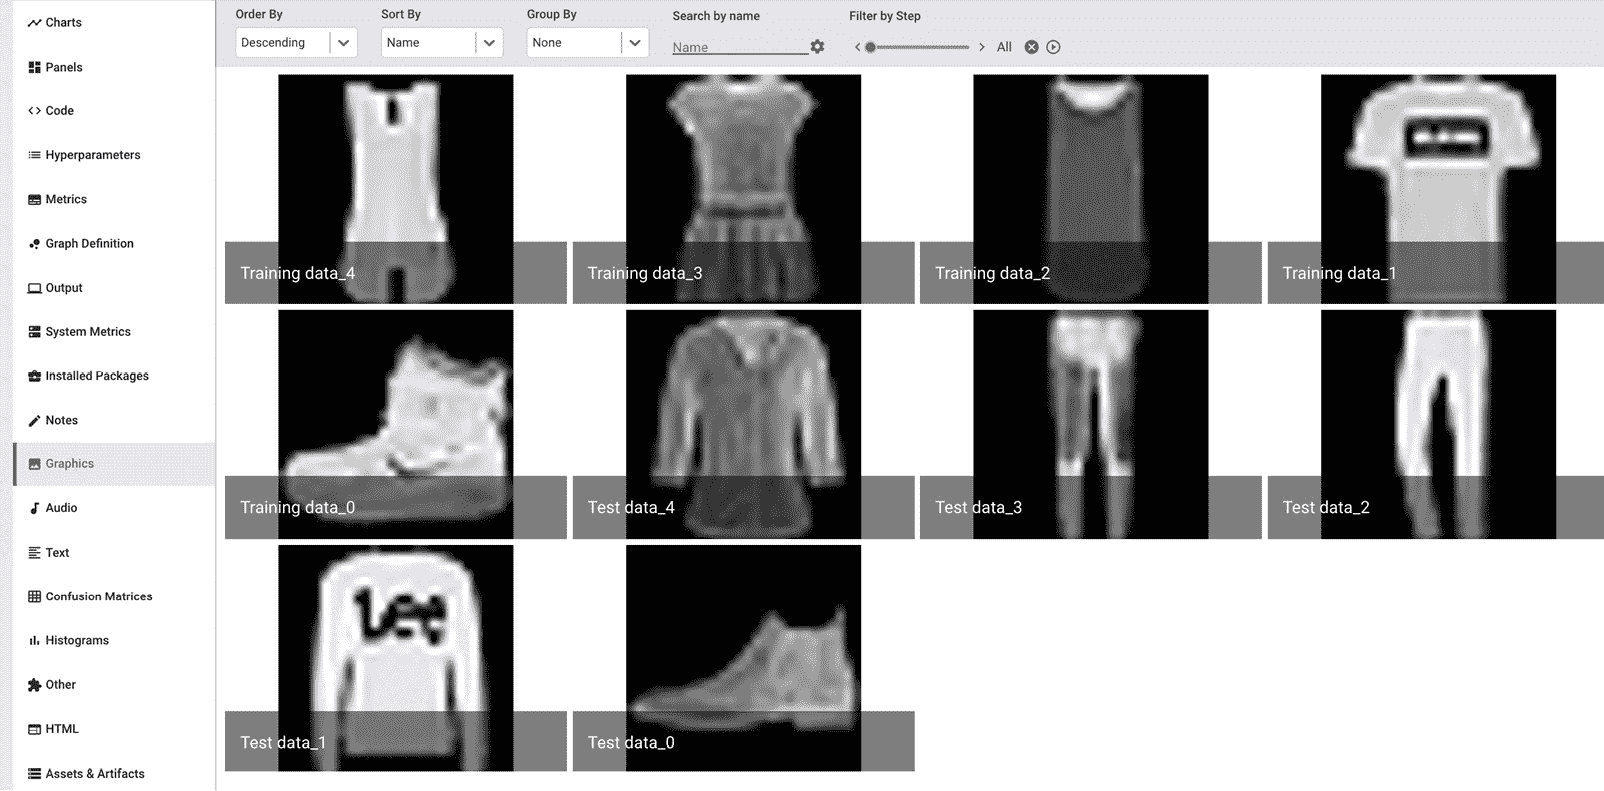 Charts
Panels
Code
Hyperparameters
Metrics
Graph Definition
Output
System Metrics
Installed Packages
Notes
Graphics
Audio
Text
Confusion Matrices
Histograms
Other
HTML
Assets & Artifacts
Order By
Descending
Sort By
Name
Group By
None
Search by name
Name
Filter by Step
All
Training data_4
Training data_3
Training data_2
Training data_1
Training data_0
Test data_4
Test data_3
Test data_2
Test data_1
Test data_0